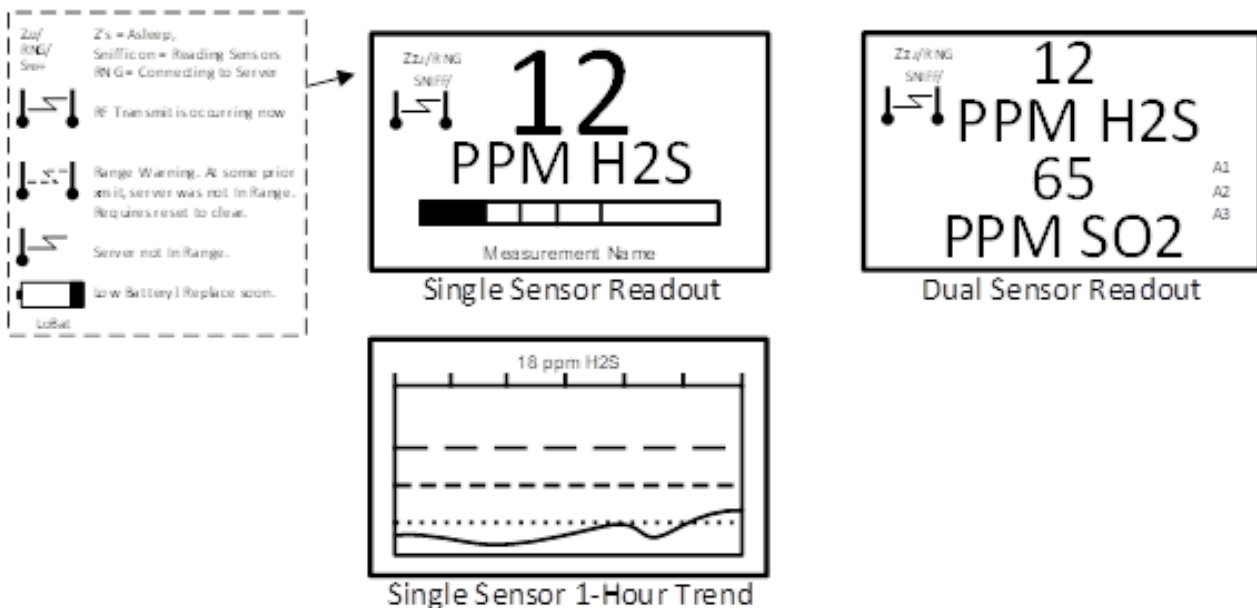 Zzz/
RNG/
SNIFF
Z's = Asleep,
Sniff icon = Reading Sensors
RNG = Connecting to Server
RF Transmit is occurring now
Range Warning. At some prior
xmit, server was not In Range.
Requires reset to clear.
Server not In Range.
Low Battery! Replace soon.
LoBat
Zzz/RNG
SNIFF/
12
PPM H2S
Measurement Name
Single Sensor Readout
Zzz/RNG
SNIFF/
12
PPM H2S
65
PPM SO2
A1
A2
A3
Dual Sensor Readout
18 ppm H2S
Single Sensor 1-Hour Trend